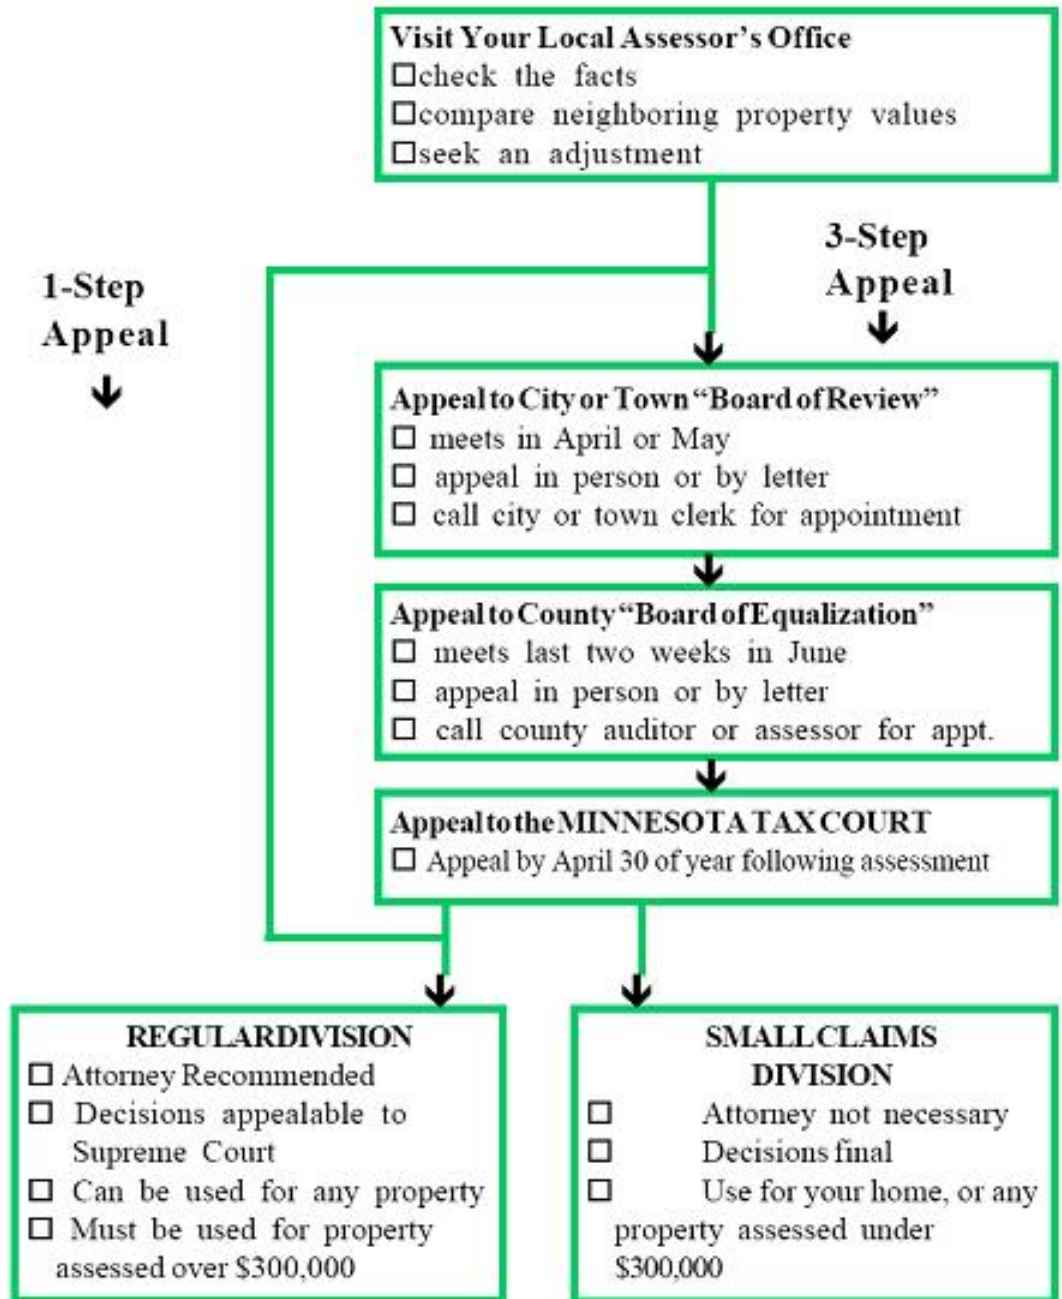 Visit Your Local Assessor's Office
☐check the facts
☐compare neighboring property values
☐seek an adjustment
1-Step
Appeal
3-Step
Appeal
Appeal to City or Town “Board of Review”
☐ meets in April or May
☐ appeal in person or by letter
☐ call city or town clerk for appointment
Appeal to County “Board of Equalization”
☐ meets last two weeks in June
☐ appeal in person or by letter
☐ call county auditor or assessor for appt.
Appeal to the MINNESOTA TAX COURT
☐ Appeal by April 30 of year following assessment
REGULAR DIVISION
☐ Attorney Recommended
☐ Decisions appealable to
Supreme Court
☐ Can be used for any property
☐ Must be used for property
assessed over $300,000
SMALL CLAIMS
DIVISION
☐ Attorney not necessary
☐ Decisions final
☐ Use for your home, or any
property assessed under
$300,000